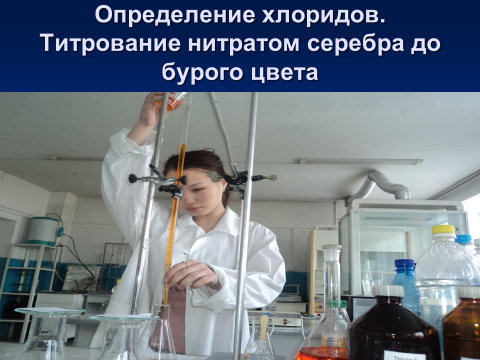 Определение хлоридов.
Титрование нитратом серебра до
бурого цвета